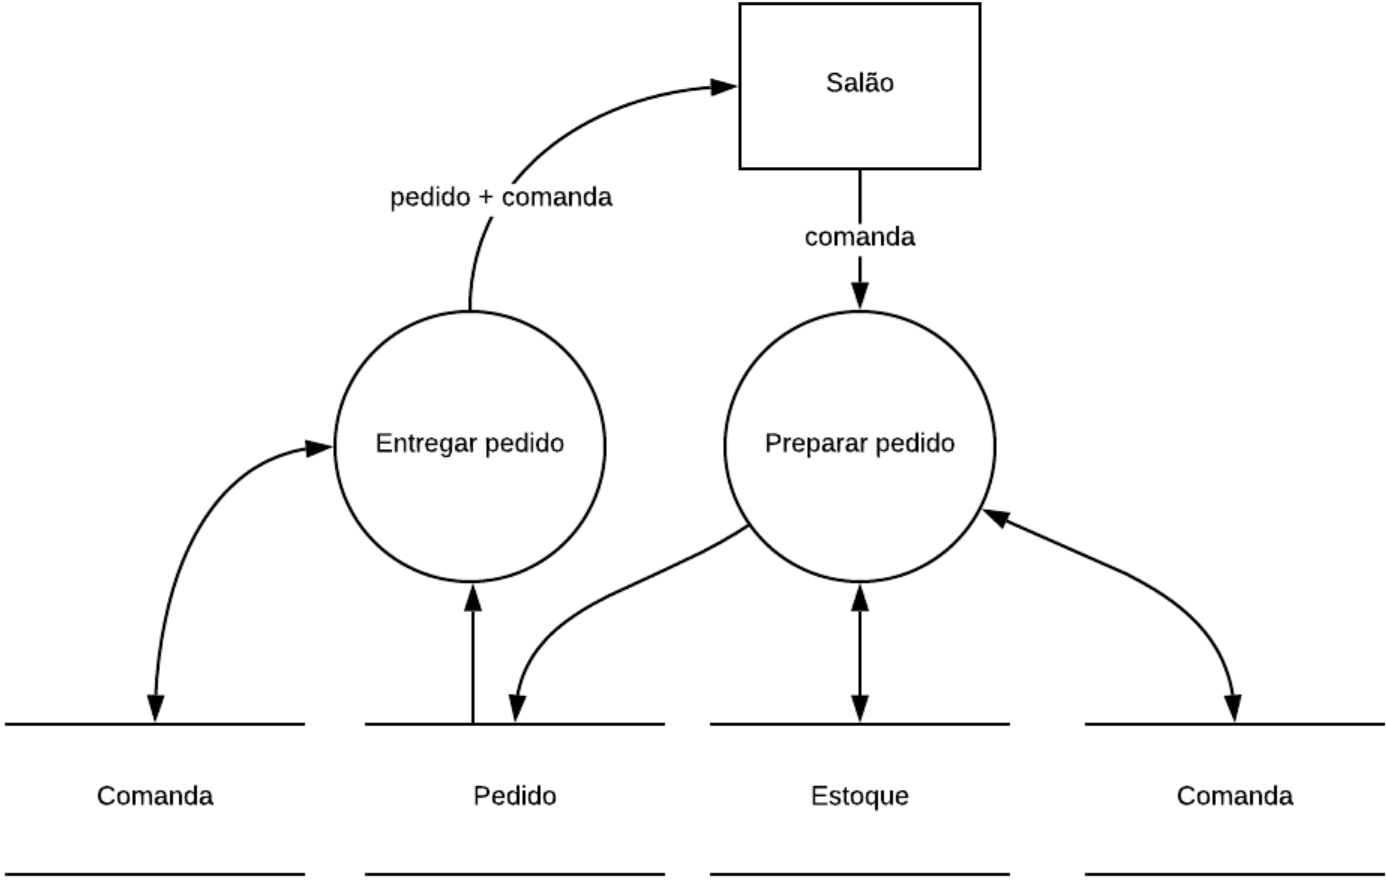 Salão
pedido + comanda
comanda
Entregar pedido
Preparar pedido
Comanda
Pedido
Estoque
Comanda